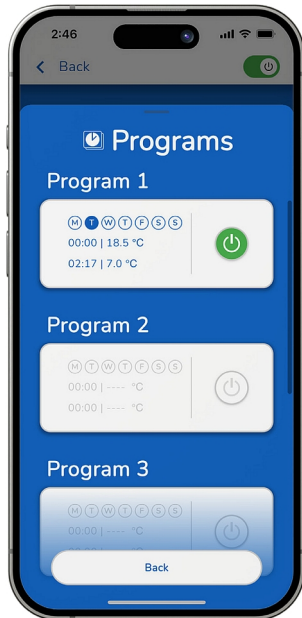 2:46
Back
Programs
Program 1
M T W T F S S
00:00 | 18.5 °C
02:17 | 7.0 °C
Program 2
M T W T F S S
00:00 | ---- °C
00:00 | ---- °C
Program 3
M T W T F S S
00:00 | ---- °C
Back